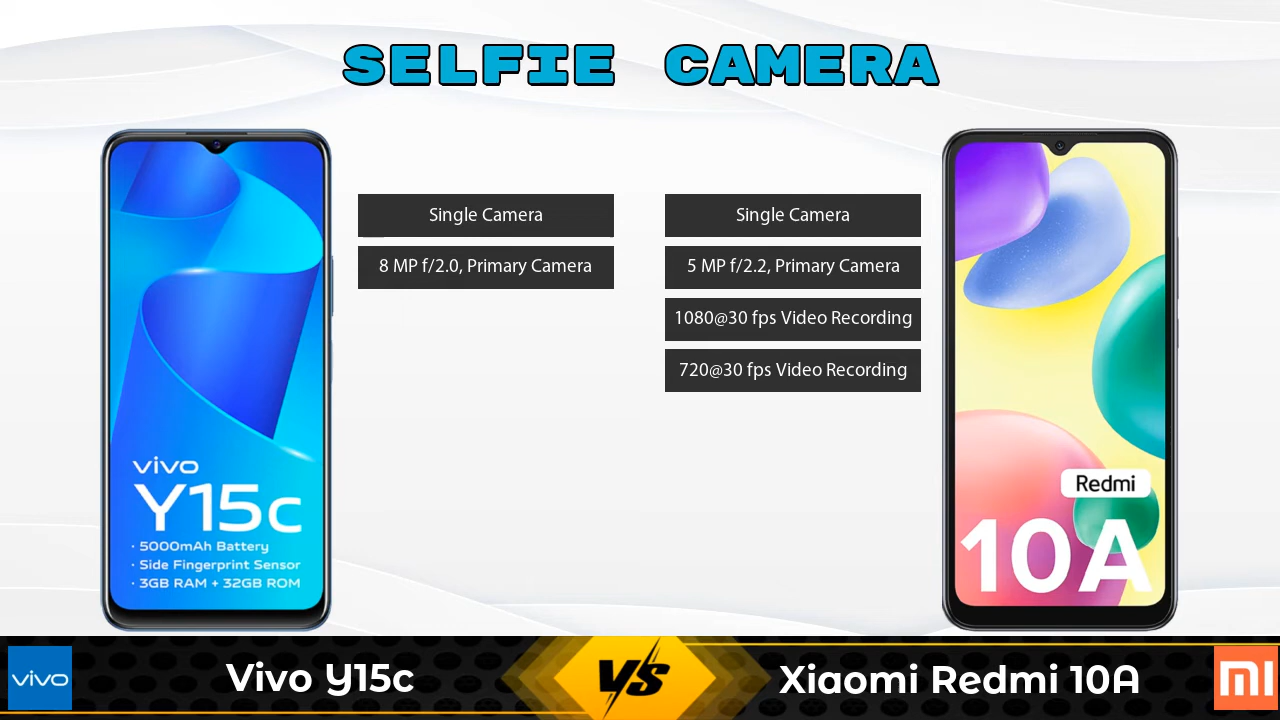 SELFIE CAMERA
Single Camera
8 MP f/2.0, Primary Camera
Single Camera
5 MP f/2.2, Primary Camera
1080@30 fps Video Recording
720@30 fps Video Recording
vivo
Y15c
· 5000mAh Battery
· Side Fingerprint Sensor
· 3GB RAM + 32GB ROM
Redmi
10A
vivo
Vivo Y15c
VS
Xiaomi Redmi 10A
MI